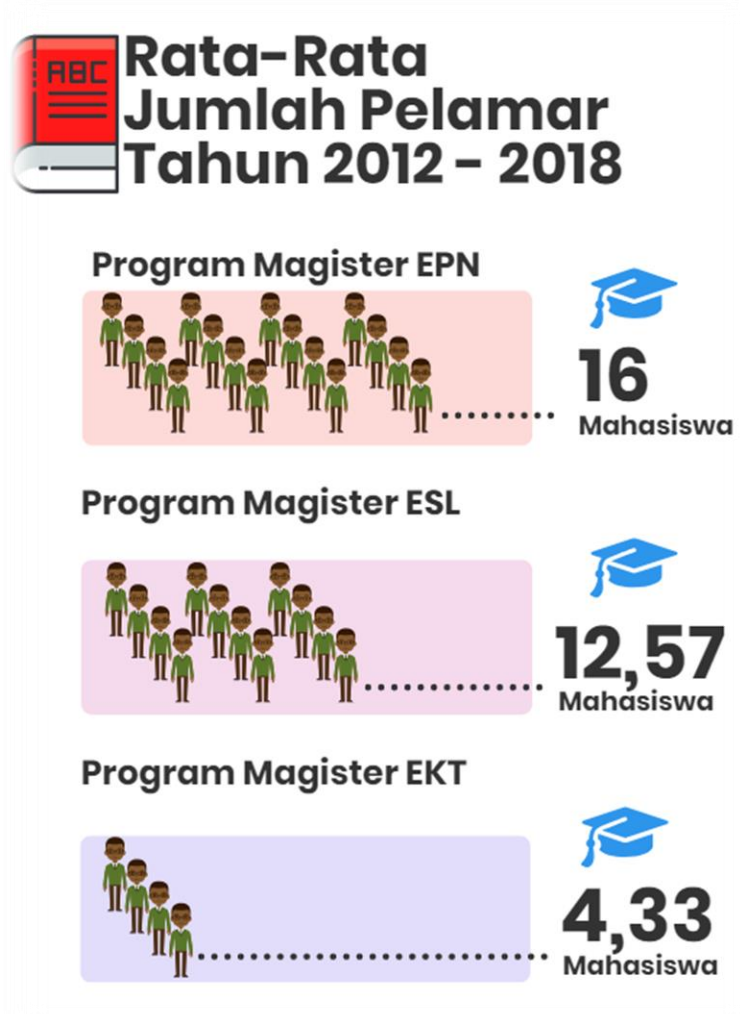 ABC
Rata-Rata
Jumlah Pelamar
Tahun 2012 - 2018
Program Magister EPN
16
Mahasiswa
Program Magister ESL
12,57
Mahasiswa
Program Magister EKT
4,33
Mahasiswa